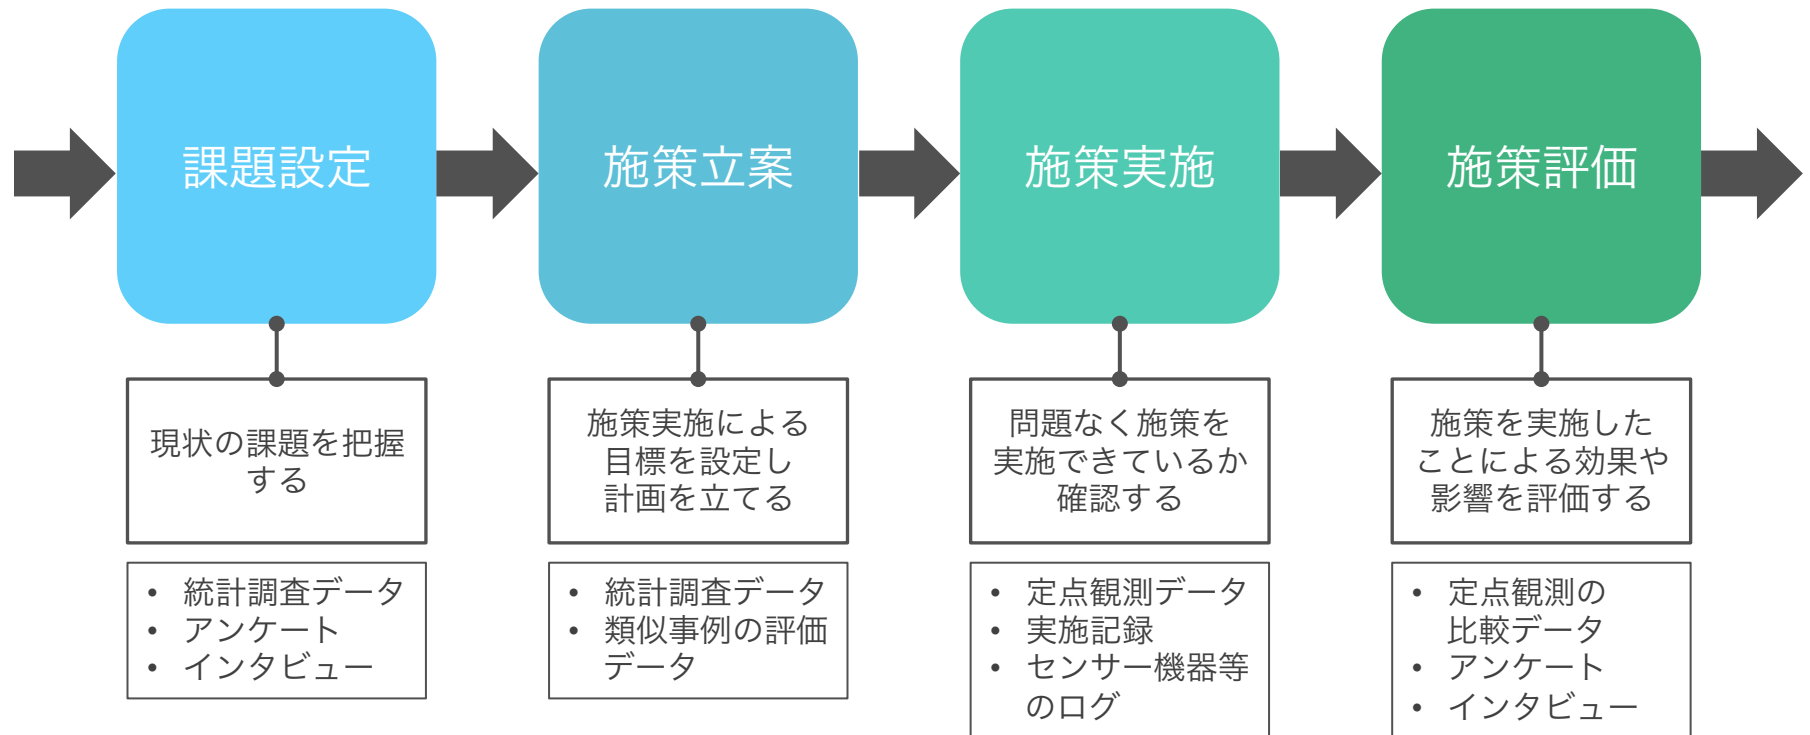 課題設定
施策立案
施策実施
施策評価
現状の課題を把握
する
施策実施による
目標を設定し
計画を立てる
問題なく施策を
実施できているか
確認する
施策を実施した
ことによる効果や
影響を評価する
• 統計調査データ
• アンケート
• インタビュー
• 統計調査データ
• 類似事例の評価
データ
• 定点観測データ
• 実施記録
• センサー機器等
のログ
• 定点観測の
比較データ
• アンケート
• インタビュー